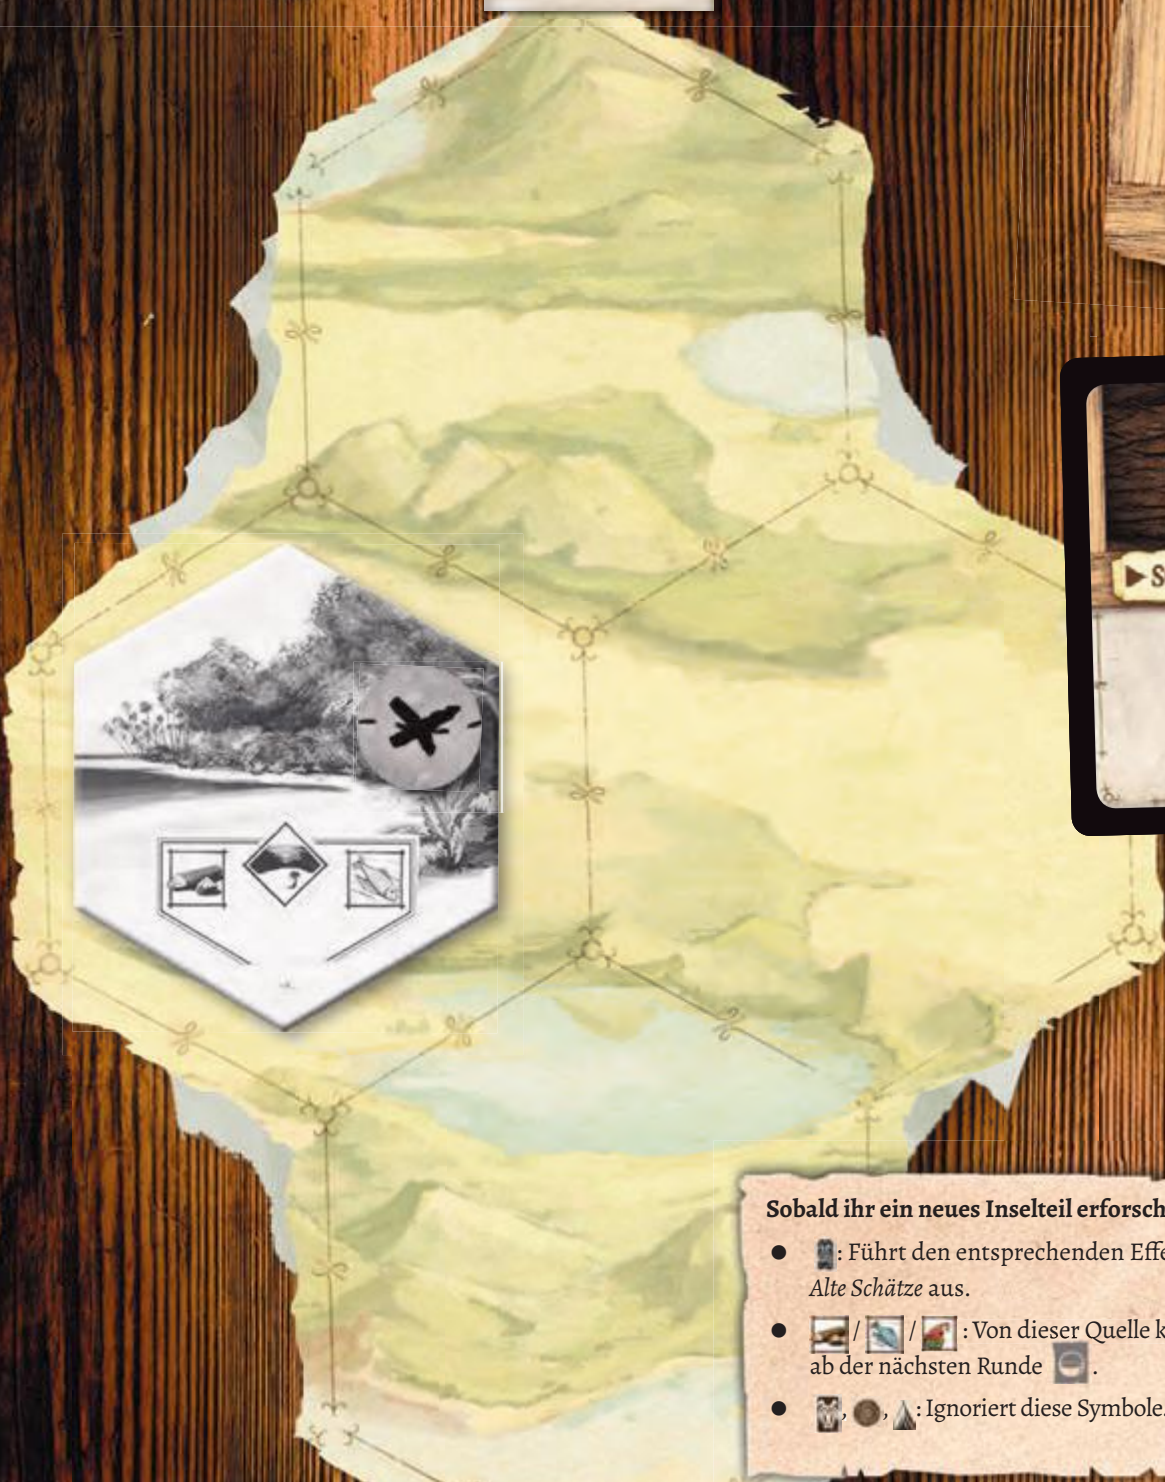 Sobald ihr ein neues Inselteil erforsch
: Führt den entsprechenden Effe
Alte Schätze aus.
/ / : Von dieser Quelle k
ab der nächsten Runde .
, , : Ignoriert diese Symbole.